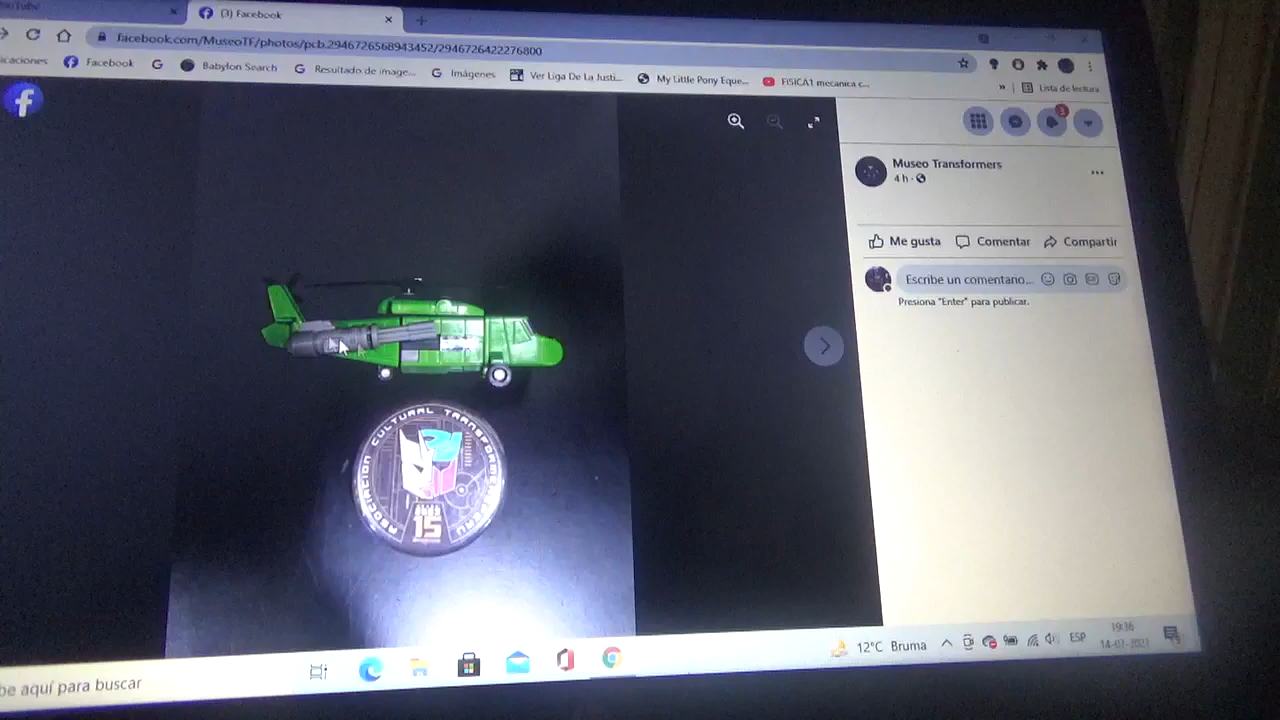 (3) Facebook
facebook.com/MuseoTF/photos/pcb.2946726568943452/2946726422276800
icaciones
Facebook
Babylon Search
Resultado de image...
Imágenes
Ver Liga De La Justi...
My Little Pony Eque...
FISICA1 mecanica c...
»
Lista de lectura
3
Museo Transformers
4 h
Me gusta
Comentar
Compartir
Escribe un comentario...
Presiona "Enter" para publicar.
ASOCIACION CULTURAL TRANSFORMERS PERU
15
be aquí para buscar
12°C Bruma
ESP
19:36